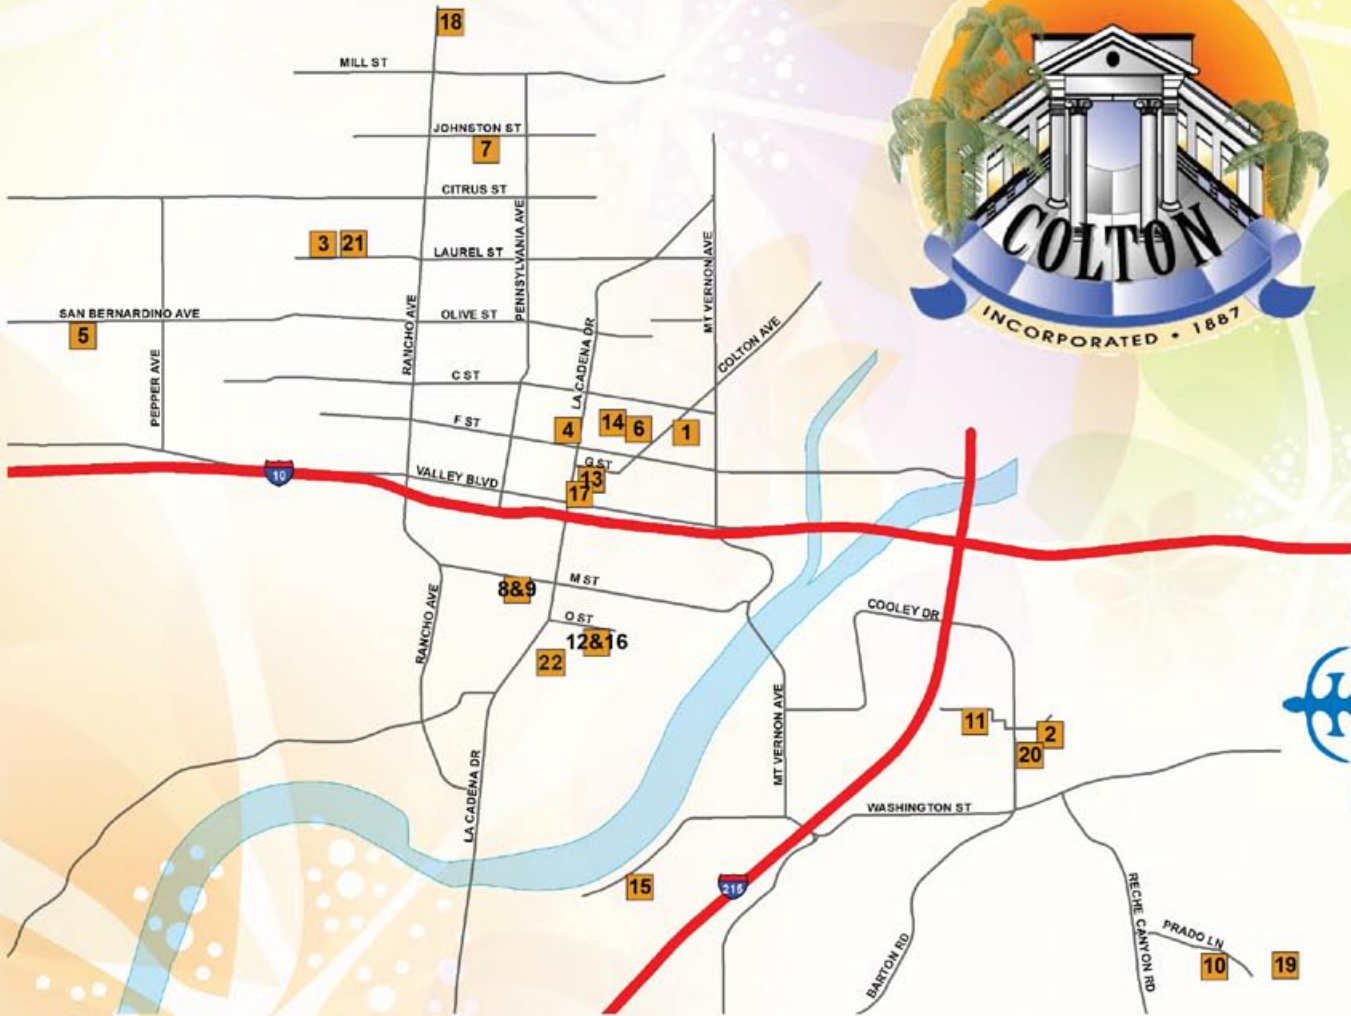 18
MILL ST
JOHNSTON ST
7
CITRUS ST
PENNSYLVANIA AVE
3
21
LAUREL ST
MT VERNON AVE
COLTON
INCORPORATED • 1887
SAN BERNARDINO AVE
5
OLIVE ST
RANCHO AVE
PEPPER AVE
LA CADENA DR
COLTON AVE
C ST
F ST
4
14
6
1
G ST
13
17
10
VALLEY BLVD
8&9
M ST
O ST
12&16
22
RANCHO AVE
COOLEY DR
MT VERNON AVE
11
2
20
LA CADENA DR
WASHINGTON ST
15
215
RECHE CANYON RD
BARTON RD
PRADO LN
10
19